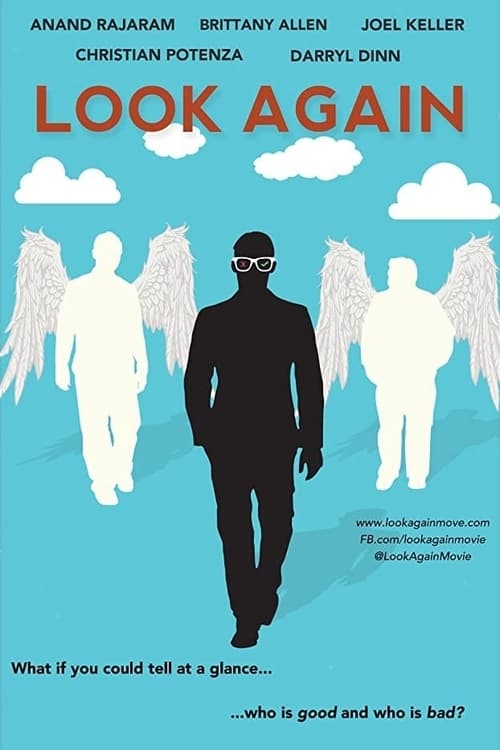 ANAND RAJARAM BRITTANY ALLEN JOEL KELLER
CHRISTIAN POTENZA DARRYL DINN
LOOK AGAIN
www.lookagainmove.com
FB.com/lookagainmovie
@LookAgainMovie
What if you could tell at a glance...
...who is good and who is bad?